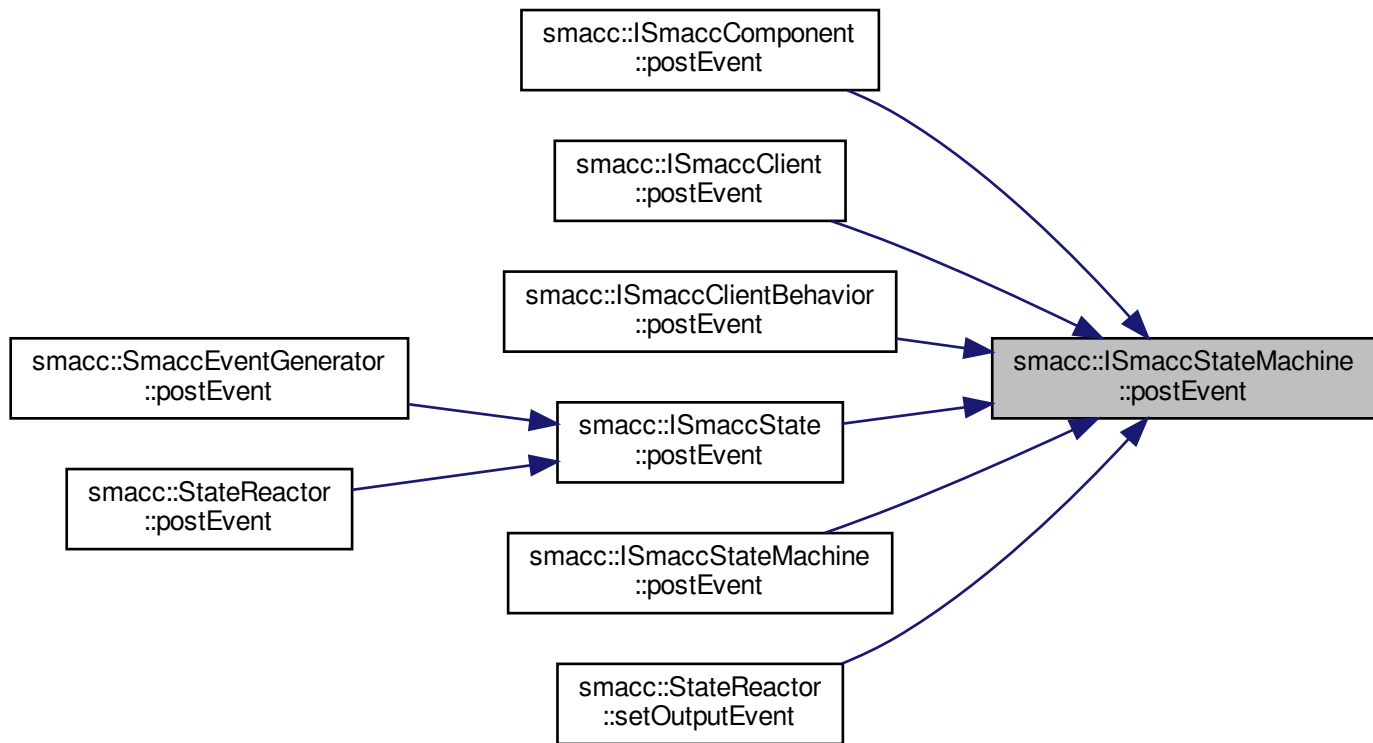 smacc::ISmaccComponent
::postEvent
smacc::ISmaccClient
::postEvent
smacc::ISmaccClientBehavior
::postEvent
smacc::SmaccEventGenerator
::postEvent
smacc::ISmaccStateMachine
::postEvent
smacc::ISmaccState
::postEvent
smacc::StateReactor
::postEvent
smacc::ISmaccStateMachine
::postEvent
smacc::StateReactor
::setOutputEvent